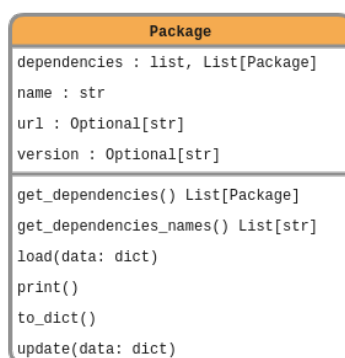 Package
dependencies : list, List[Package]
name : str
url : Optional[str]
version : Optional[str]
get_dependencies() List[Package]
get_dependencies_names() List[str]
load(data: dict)
print()
to_dict()
update(data: dict)